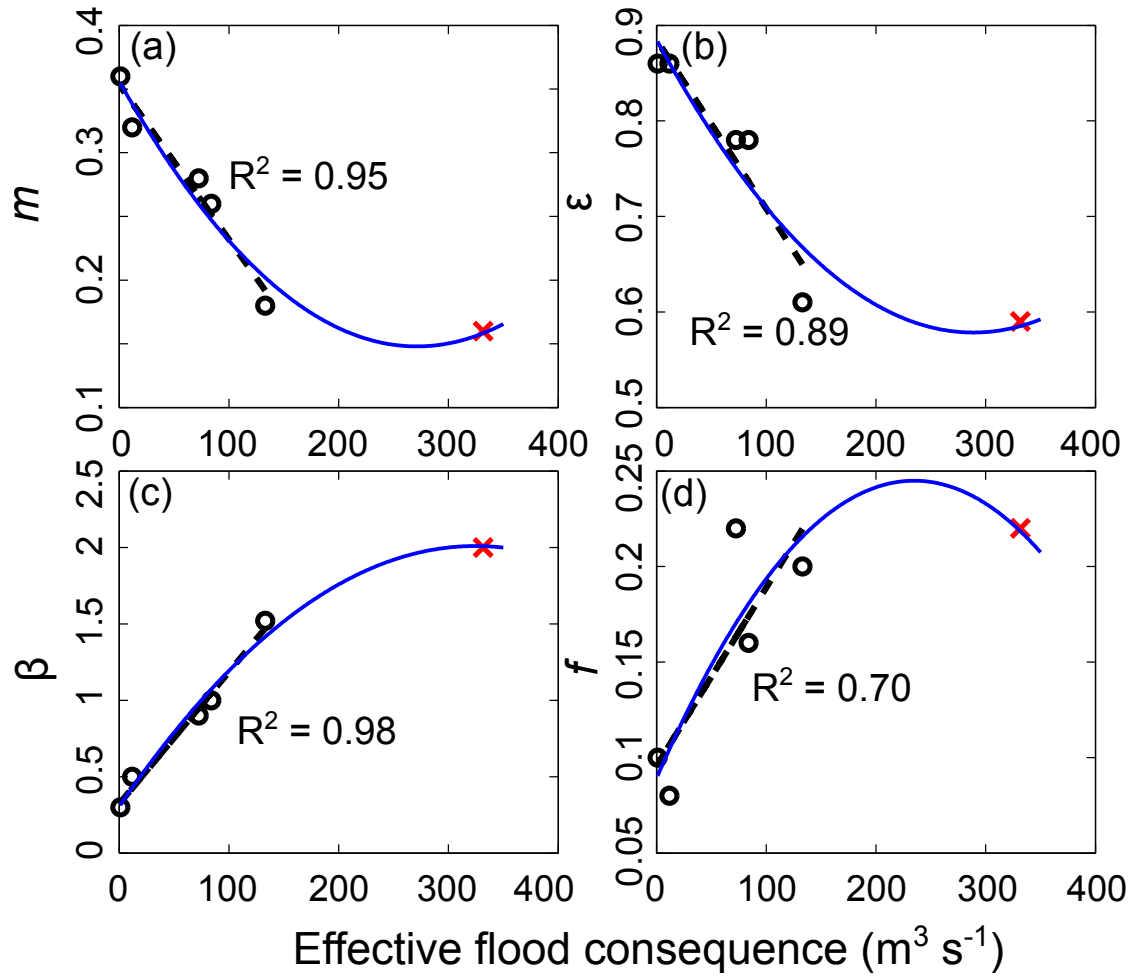 (a)
m
0.4
0.3
0.2
0.1
R² = 0.95
0 100 200 300 400
(b)
ε
0.9
0.8
0.7
0.6
0.5
R² = 0.89
0 100 200 300 400
(c)
β
2.5
2
1.5
1
0.5
0
R² = 0.98
0 100 200 300 400
(d)
f
0.25
0.2
0.15
0.1
0.05
R² = 0.70
0 100 200 300 400
Effective flood consequence (m³ s⁻¹)